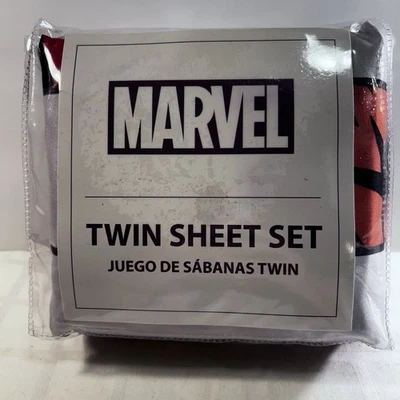 MARVEL
TWIN SHEET SET
JUEGO DE SÁBANAS TWIN